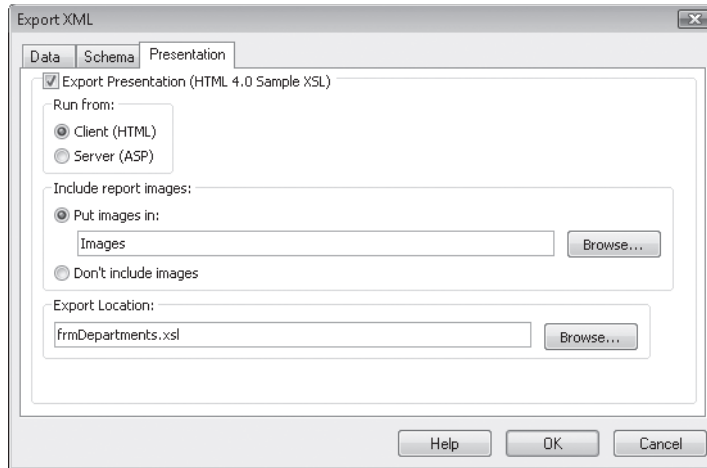 Export XML
Data Schema Presentation
Export Presentation (HTML 4.0 Sample XSL)
Run from:
Client (HTML)
Server (ASP)
Include report images:
Put images in:
Images Browse...
Don't include images
Export Location:
frmDepartments.xsl Browse...
Help OK Cancel